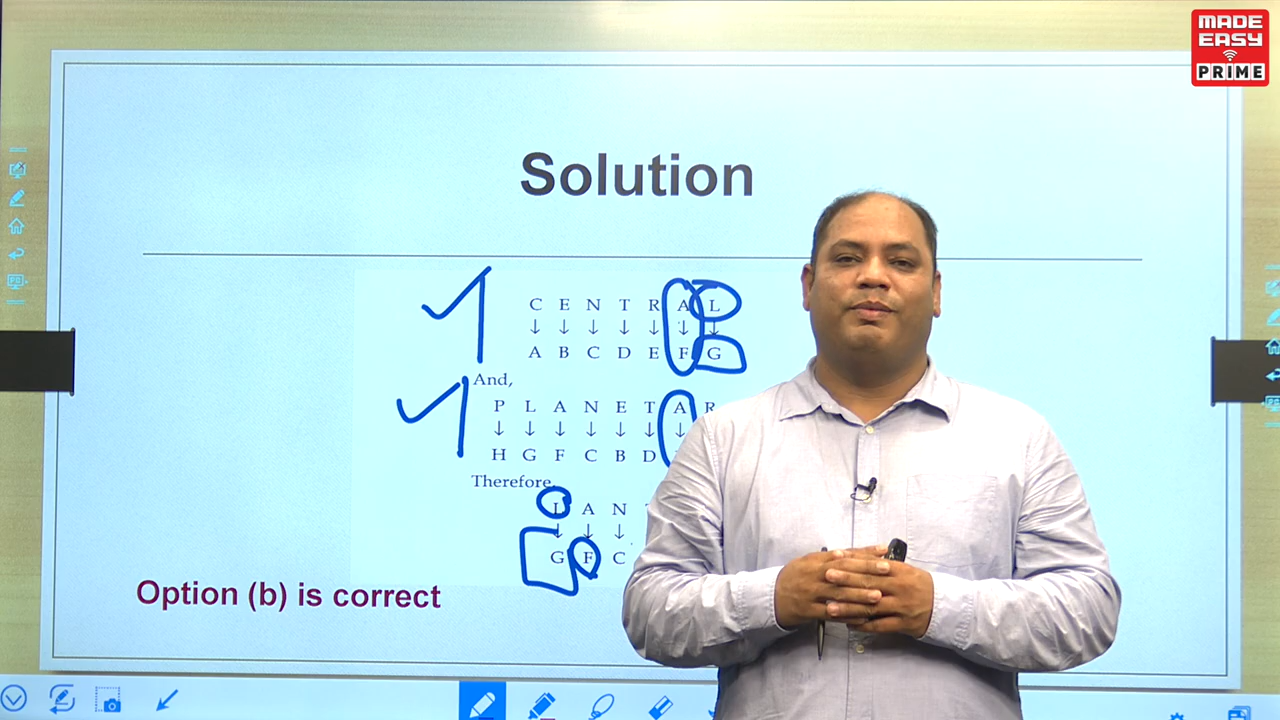 MADE
EASY
PRIME
Solution
C E N T R A L
↓ ↓ ↓ ↓ ↓ ↓ ↓
A B C D E F G
And,
P L A N E T A R
↓ ↓ ↓ ↓ ↓ ↓ ↓
H G F C B D
Therefore,
L A N
↓ ↓ ↓
G F C
Option (b) is correct